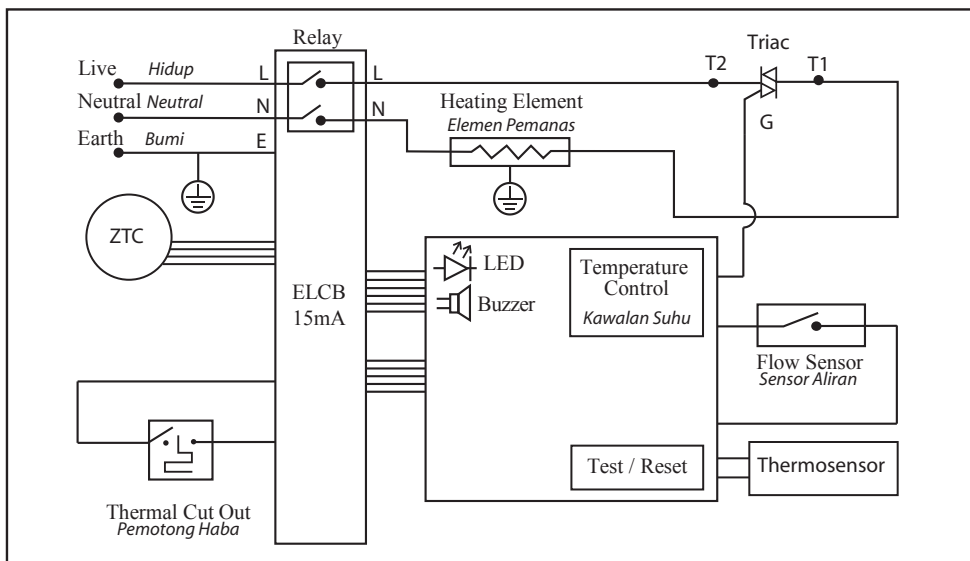 Relay
Live Hidup L
L
Neutral Neutral N
N
Earth Bumi E
Heating Element
Elemen Pemanas
T2
Triac
T1
G
ZTC
ELCB
15mA
LED
Buzzer
Temperature
Control
Kawalan Suhu
Flow Sensor
Sensor Aliran
Test / Reset
Thermosensor
Thermal Cut Out
Pemotong Haba